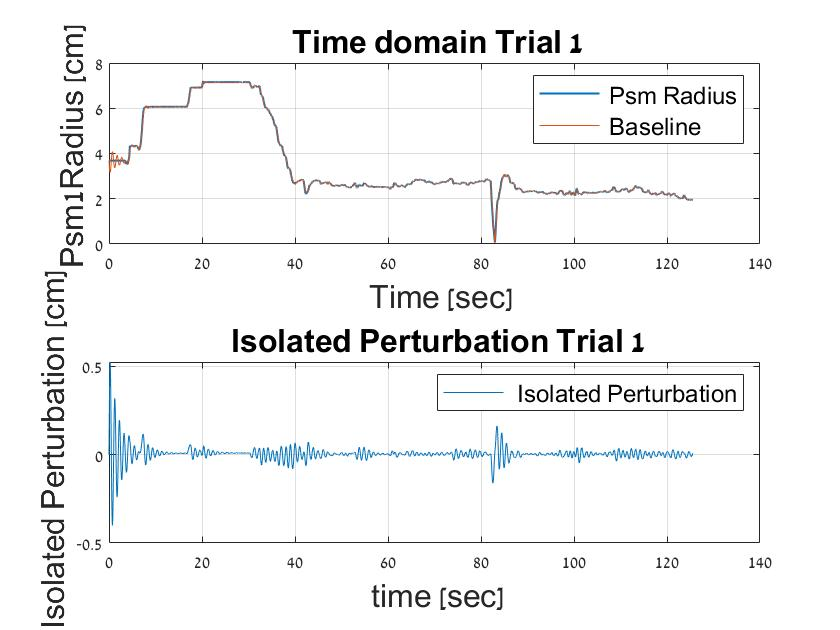 Time domain Trial 1
Psm1Radius [cm]
8
6
4
2
0
Psm Radius
Baseline
0 20 40 60 80 100 120 140
Time [sec]
Isolated Perturbation Trial 1
Isolated Perturbation [cm]
0.5
0
-0.5
Isolated Perturbation
0 20 40 60 80 100 120 140
time [sec]